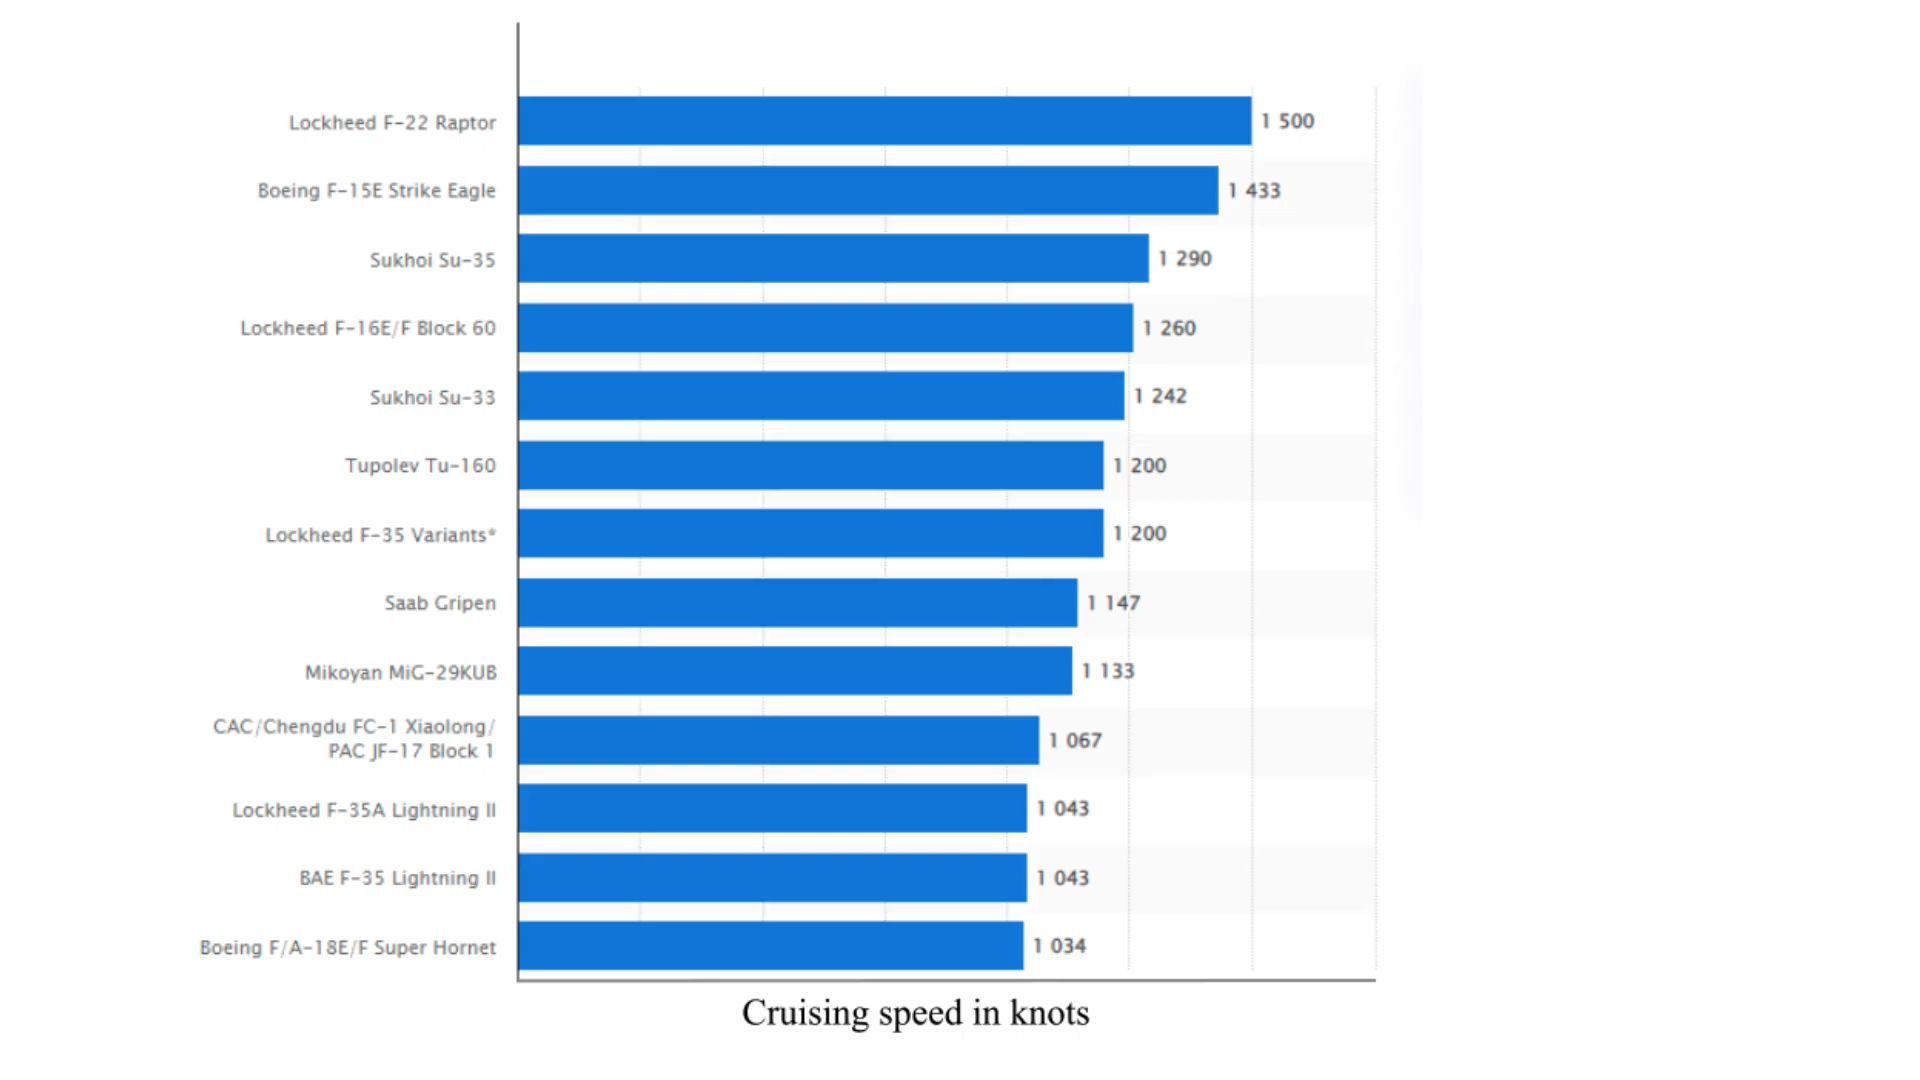 Lockheed F-22 Raptor 1 500
Boeing F-15E Strike Eagle 1 433
Sukhoi Su-35 1 290
Lockheed F-16E/F Block 60 1 260
Sukhoi Su-33 1 242
Tupolev Tu-160 1 200
Lockheed F-35 Variants* 1 200
Saab Gripen 1 147
Mikoyan MiG-29KUB 1 133
CAC/Chengdu FC-1 Xiaolong/
PAC JF-17 Block 1 1 067
Lockheed F-35A Lightning II 1 043
BAE F-35 Lightning II 1 043
Boeing F/A-18E/F Super Hornet 1 034
Cruising speed in knots